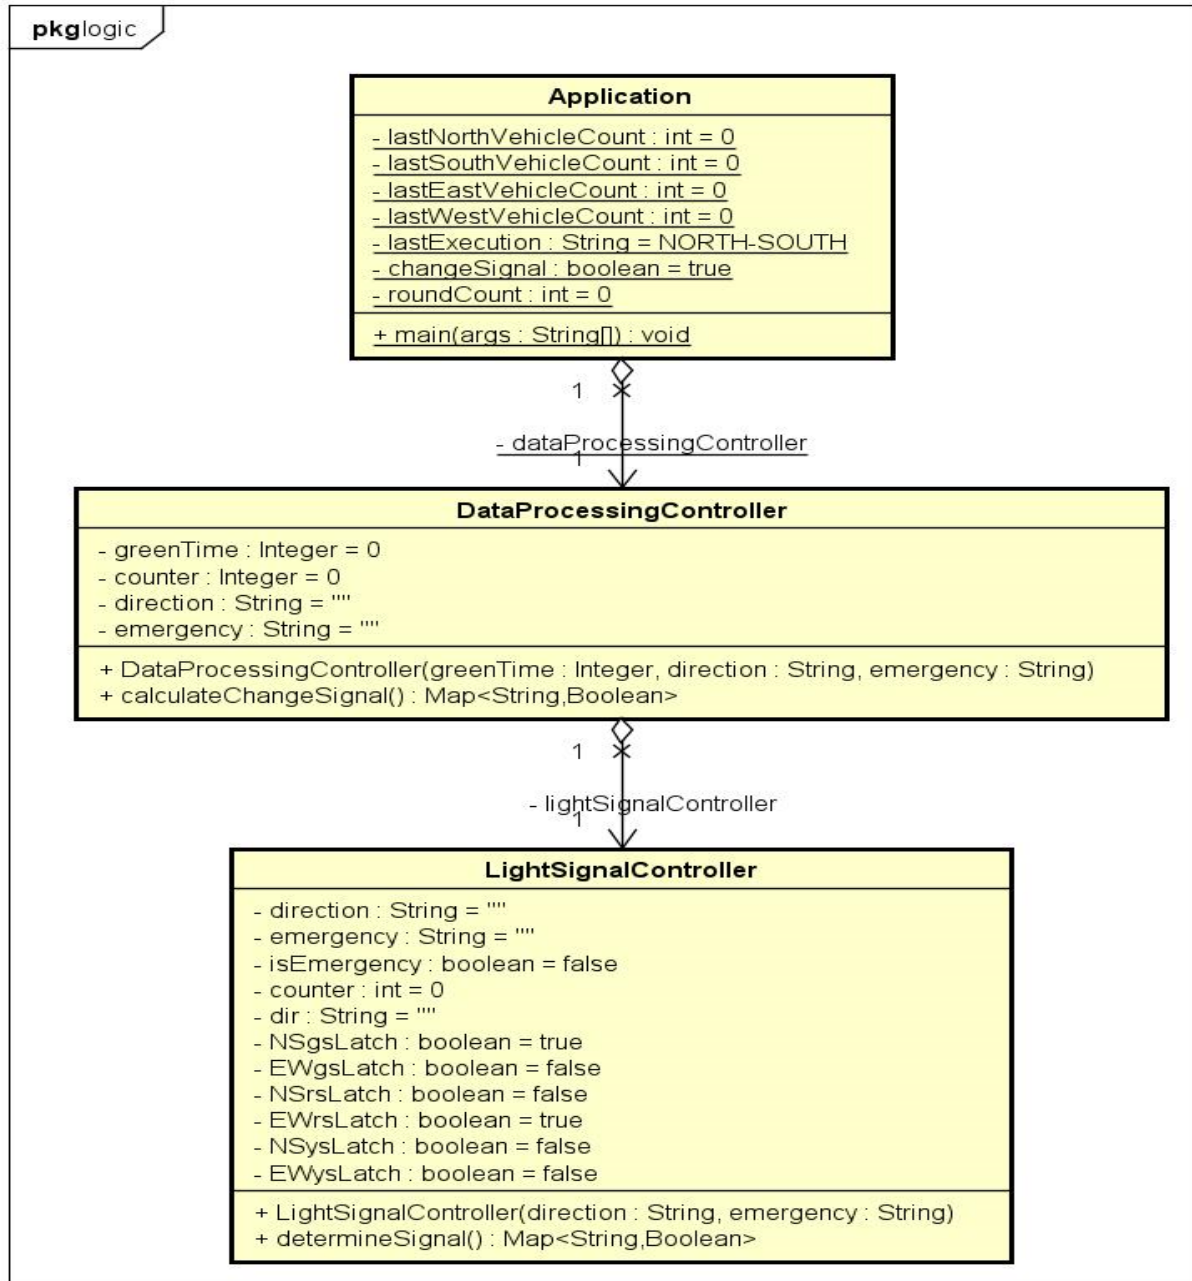 pkg logic
Application
- lastNorthVehicleCount : int = 0
- lastSouthVehicleCount : int = 0
- lastEastVehicleCount : int = 0
- lastWestVehicleCount : int = 0
- lastExecution : String = NORTH-SOUTH
- changeSignal : boolean = true
- roundCount : int = 0
+ main(args : String[]) : void
1
- dataProcessingController
1
DataProcessingController
- greenTime : Integer = 0
- counter : Integer = 0
- direction : String = ""
- emergency : String = ""
+ DataProcessingController(greenTime : Integer, direction : String, emergency : String)
+ calculateChangeSignal() : Map<String,Boolean>
1
- lightSignalController
1
LightSignalController
- direction : String = ""
- emergency : String = ""
- isEmergency : boolean = false
- counter : int = 0
- dir : String = ""
- NSgsLatch : boolean = true
- EWgsLatch : boolean = false
- NSrsLatch : boolean = false
- EWrsLatch : boolean = true
- NSysLatch : boolean = false
- EWysLatch : boolean = false
+ LightSignalController(direction : String, emergency : String)
+ determineSignal() : Map<String,Boolean>